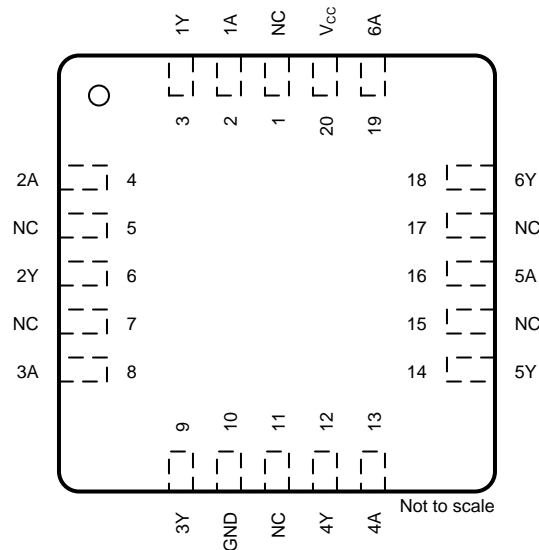 1Y 1A NC VCC 6A
3 2 1 20 19
2A 4 18 6Y
NC 5 17 NC
2Y 6 16 5A
NC 7 15 NC
3A 8 14 5Y
9 10 11 12 13
3Y GND NC 4Y 4A
Not to scale